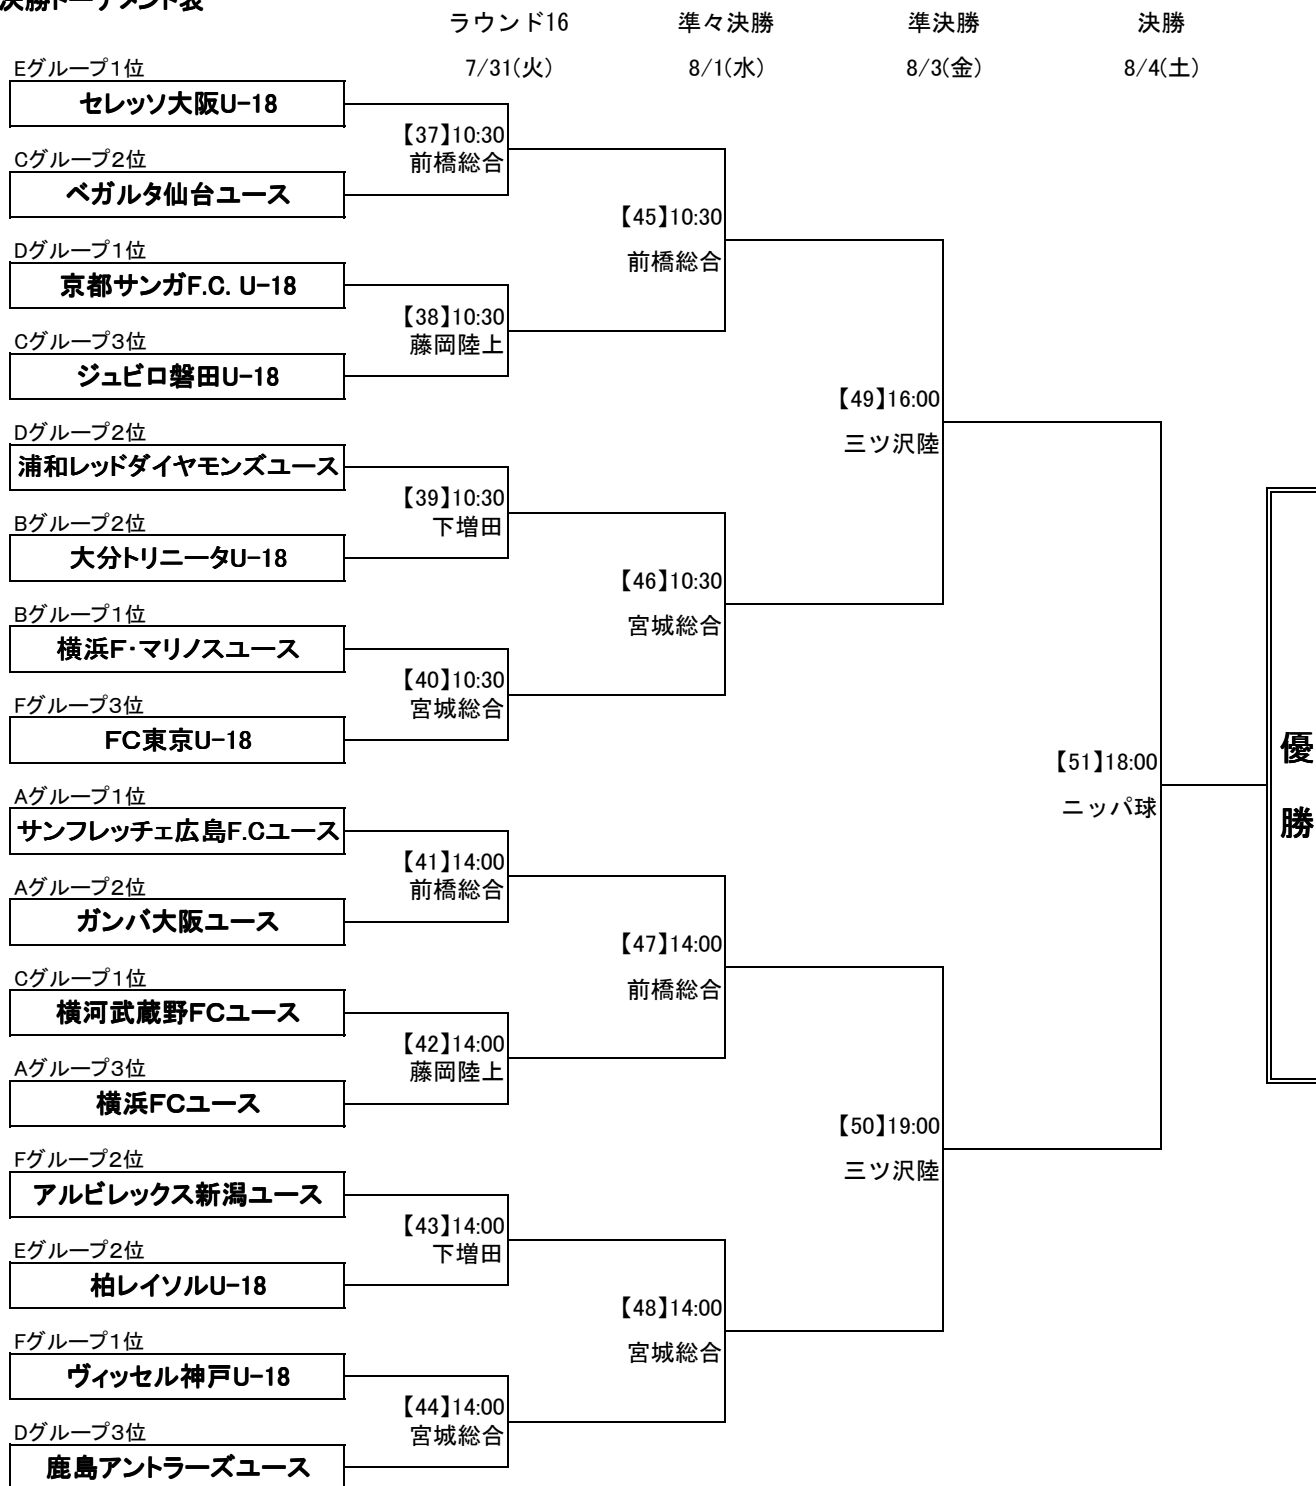 決勝トーナメント表
ラウンド16 準々決勝 準決勝 決勝
7/31(火) 8/1(水) 8/3(金) 8/4(土)
Eグループ1位
セレッソ大阪U-18
【37】10:30
前橋総合
Cグループ2位
ベガルタ仙台ユース
【45】10:30
前橋総合
Dグループ1位
京都サンガF.C. U-18
【38】10:30
藤岡陸上
Cグループ3位
ジュビロ磐田U-18
【49】16:00
三ツ沢陸
Dグループ2位
浦和レッドダイヤモンズユース
【39】10:30
下増田
Bグループ2位
大分トリニータU-18
【46】10:30
宮城総合
Bグループ1位
横浜F・マリノスユース
【40】10:30
宮城総合
Fグループ3位
FC東京U-18
【51】18:00
ニッパ球
優
勝
Aグループ1位
サンフレッチェ広島F.Cユース
【41】14:00
前橋総合
Aグループ2位
ガンバ大阪ユース
【47】14:00
前橋総合
Cグループ1位
横河武蔵野FCユース
【42】14:00
藤岡陸上
Aグループ3位
横浜FCユース
【50】19:00
三ツ沢陸
Fグループ2位
アルビレックス新潟ユース
【43】14:00
下増田
Eグループ2位
柏レイソルU-18
【48】14:00
宮城総合
Fグループ1位
ヴィッセル神戸U-18
【44】14:00
宮城総合
Dグループ3位
鹿島アントラーズユース